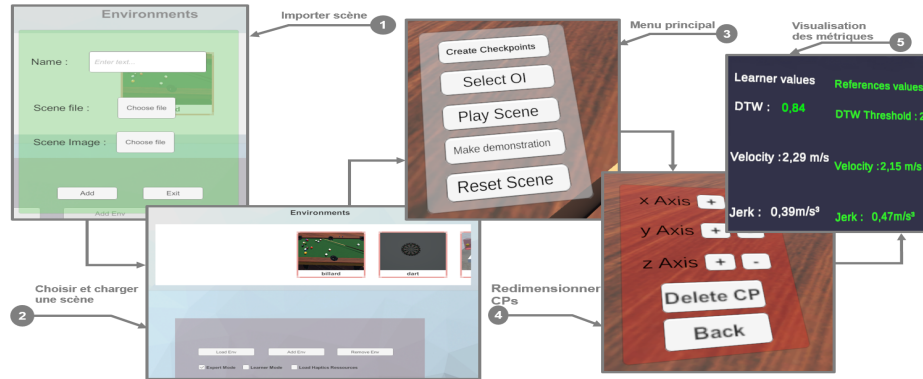 Environments
Importer scène
1
Name :
Enter text...
Scene file :
Choose file
Scene Image :
Choose file
Add
Exit
Add Env
Choisir et charger
une scène
2
Environments
billard
dart
Load Env
Add Env
Remove Env
Expert Mode
Learner Mode
Load Haptics Ressources
Menu principal
3
Create Checkpoints
Select OI
Play Scene
Make demonstration
Reset Scene
Redimensionner
CPs
4
x Axis + 
y Axis
z Axis + -
Delete CP
Back
Visualisation
des métriques
5
Learner values
References values
DTW : 0,84
DTW Threshold : 2
Velocity :2,29 m/s
Velocity :2,15 m/s
Jerk : 0,39m/s³
Jerk : 0,47m/s³